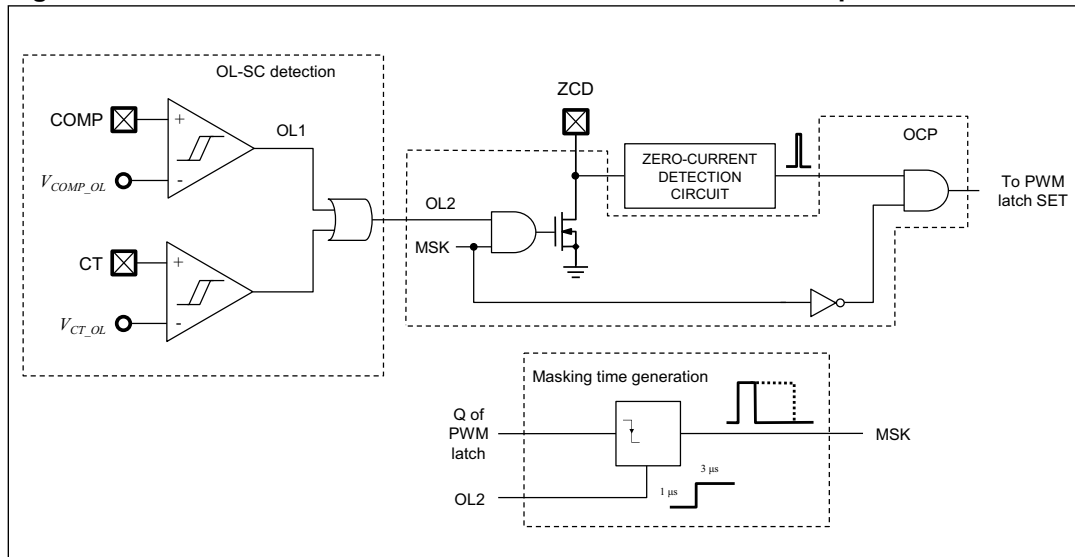 OL-SC detection
COMP
+
OL1
V_COMP_OL
-
CT
+
V_CT_OL
-
ZCD
OCP
ZERO-CURRENT
DETECTION
CIRCUIT
To PWM
latch SET
OL2
MSK
Masking time generation
Q of
PWM
latch
MSK
3 µs
1 µs
OL2